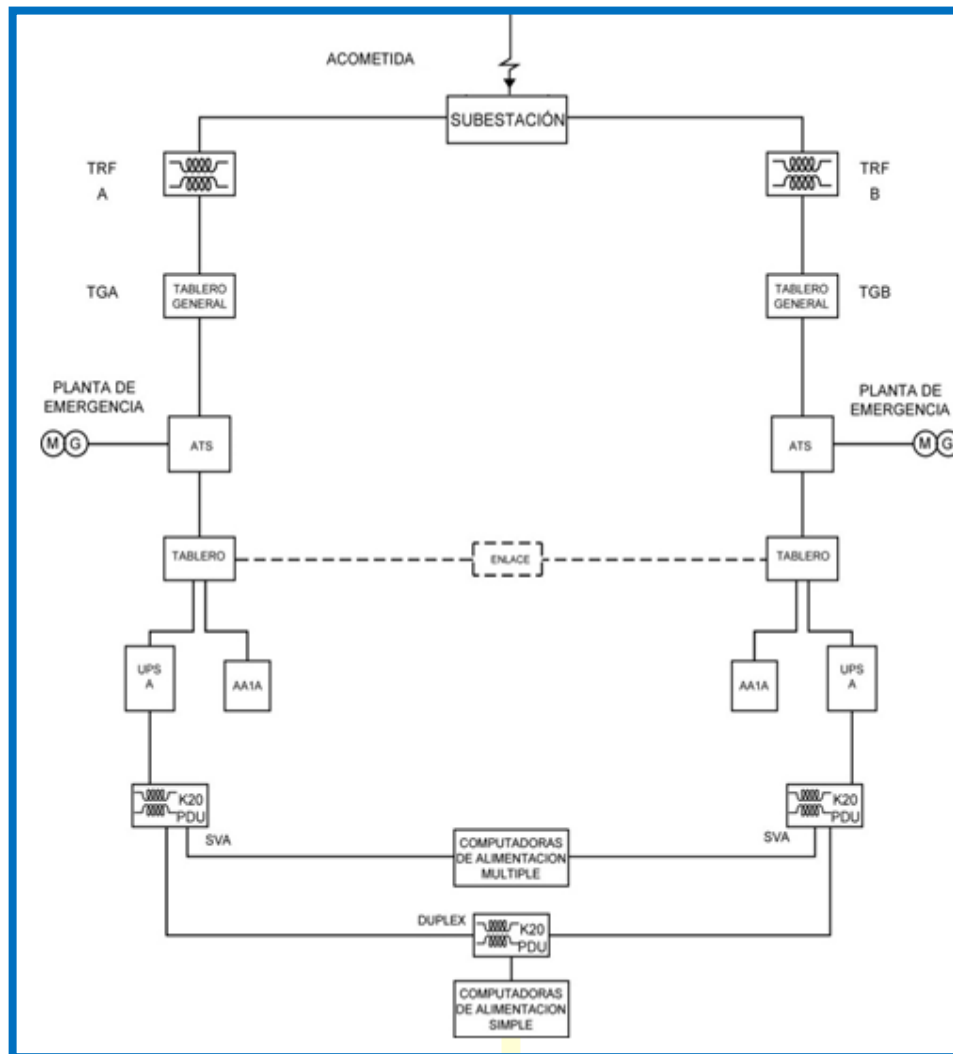 ACOMETIDA
SUBESTACIÓN
TRF
A
TRF
B
TGA
TABLERO
GENERAL
TABLERO
GENERAL
TGB
PLANTA DE
EMERGENCIA
PLANTA DE
EMERGENCIA
M G
ATS
ATS
M G
TABLERO
ENLACE
TABLERO
UPS
A
AA1A
AA1A
UPS
A
K20
PDU
K20
PDU
SVA
SVA
COMPUTADORAS
DE ALIMENTACION
MULTIPLE
DUPLEX
K20
PDU
COMPUTADORAS
DE ALIMENTACION
SIMPLE